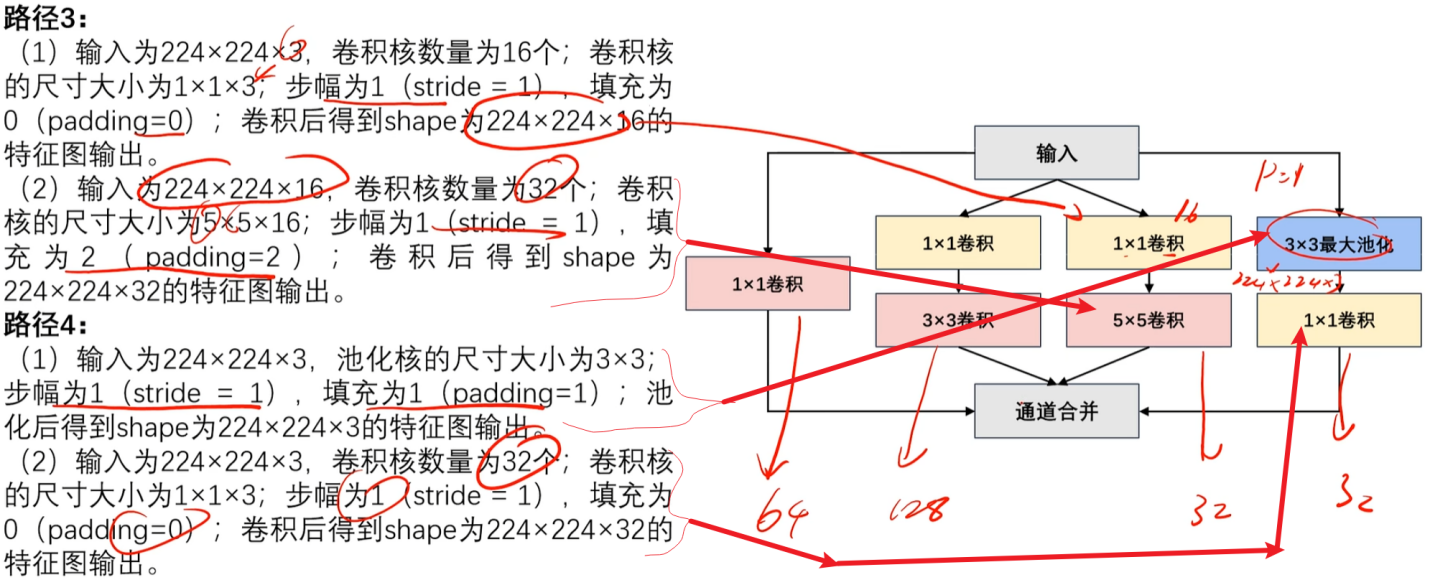 路径3：
（1）输入为224×224×3，卷积核数量为16个；卷积核
的尺寸大小为1×1×3；步幅为1（stride = 1），填充为
0（padding=0）；卷积后得到shape为224×224×16的
特征图输出。
（2）输入为224×224×16，卷积核数量为32个；卷积
核的尺寸大小为5×5×16；步幅为1（stride = 1），填
充为2（padding=2）；卷积后得到shape为
224×224×32的特征图输出。
路径4：
（1）输入为224×224×3，池化核的尺寸大小为3×3；
步幅为1（stride = 1），填充为1（padding=1）；池
化后得到shape为224×224×3的特征图输出。
（2）输入为224×224×3，卷积核数量为32个；卷积核
的尺寸大小为1×1×3；步幅为1（stride = 1），填充为
0（padding=0）；卷积后得到shape为224×224×32的
特征图输出。
输入
P=1
16
1×1卷积
1×1卷积
3×3最大池化
224×224×3
1×1卷积
3×3卷积
5×5卷积
1×1卷积
通道合并
64
128
32
32